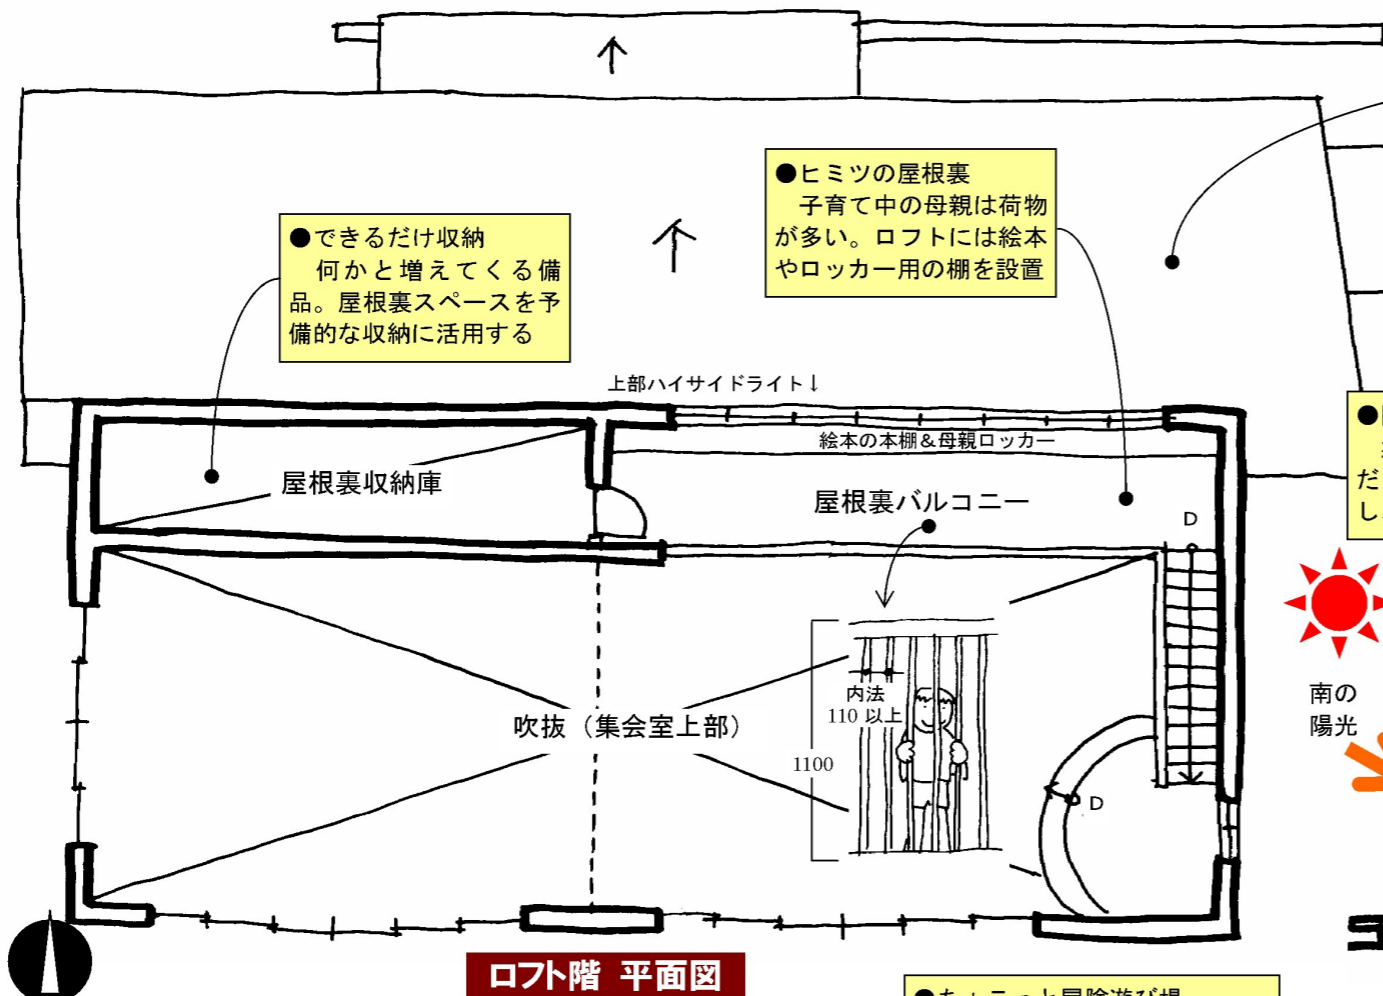 ●ヒミツの屋根裏
子育て中の母親は荷物
が多い。ロフトには絵本
やロッカー用の棚を設置
●できるだけ収納
何かと増えてくる備
品。屋根裏スペースを予
備的な収納に活用する
上部ハイサイドライト↓
絵本の本棚&母親ロッカー
屋根裏収納庫
屋根裏バルコニー
D
だ
し
内法
110 以上
1100
吹抜（集会室上部）
南の
陽光
D
ロフト階 平面図